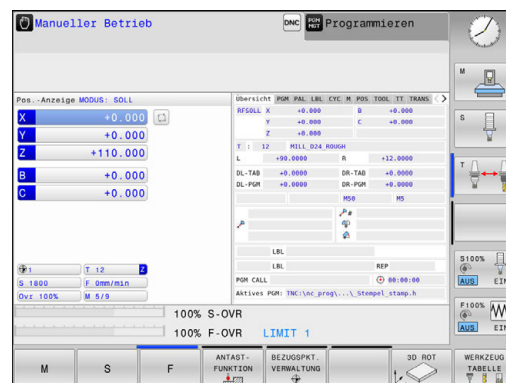 Manueller Betrieb
DNC
PGM MGT
Programmieren
Pos.-Anzeige MODUS: SOLL
X +0.000
Y +0.000
Z +110.000
B +0.000
C +0.000
1 T 12 Z
S 1800 F 0mm/min
Ovr 100% M 5/9
Übersicht PGM PAL LBL CYC M POS TOOL TT TRANS
RFSOLL X +0.000 B +0.000
Y +0.000 C +0.000
Z +0.000
T : 12 MILL_D24_ROUGH
L +90.0000 R +12.0000
DL-TAB +0.0000 DR-TAB +0.0000
DL-PGM +0.0000 DR-PGM +0.0000
M50 M5
P#
LBL
LBL REP
PGM CALL 00:00:00
Aktives PGM: TNC:\nc_prog\...\_Stempel_stamp.h
100% S-OVR
100% F-OVR LIMIT 1
M
S
T
S100%
AUS EIN
F100%
AUS EIN
M
S
F
ANTAST-
FUNKTION
BEZUGSPKT.
VERWALTUNG
3D ROT
WERKZEUG
TABELLE